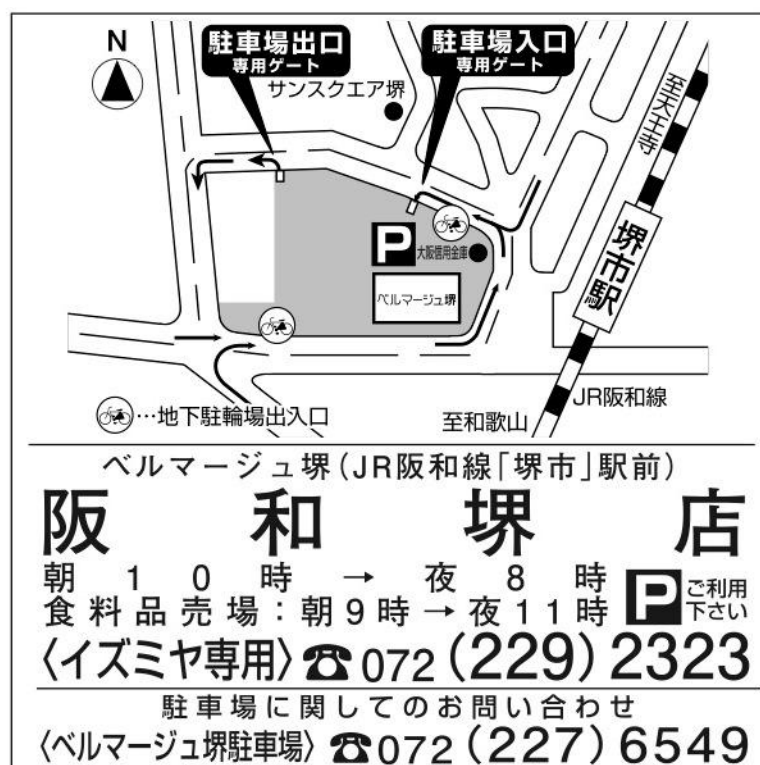 N
駐車場出口
専用ゲート
駐車場入口
専用ゲート
サンスクエア堺
至天王寺
堺市駅
P
大阪信用金庫
ベルマージュ堺
…地下駐輪場出入口
至和歌山
JR阪和線
ベルマージュ堺(JR阪和線「堺市」駅前)
阪和堺店
朝10時→夜8時
食料品売場:朝9時→夜11時
P ご利用
下さい
〈イズミヤ専用〉☎072(229)2323
駐車場に関してのお問い合わせ
〈ベルマージュ堺駐車場〉☎072(227)6549